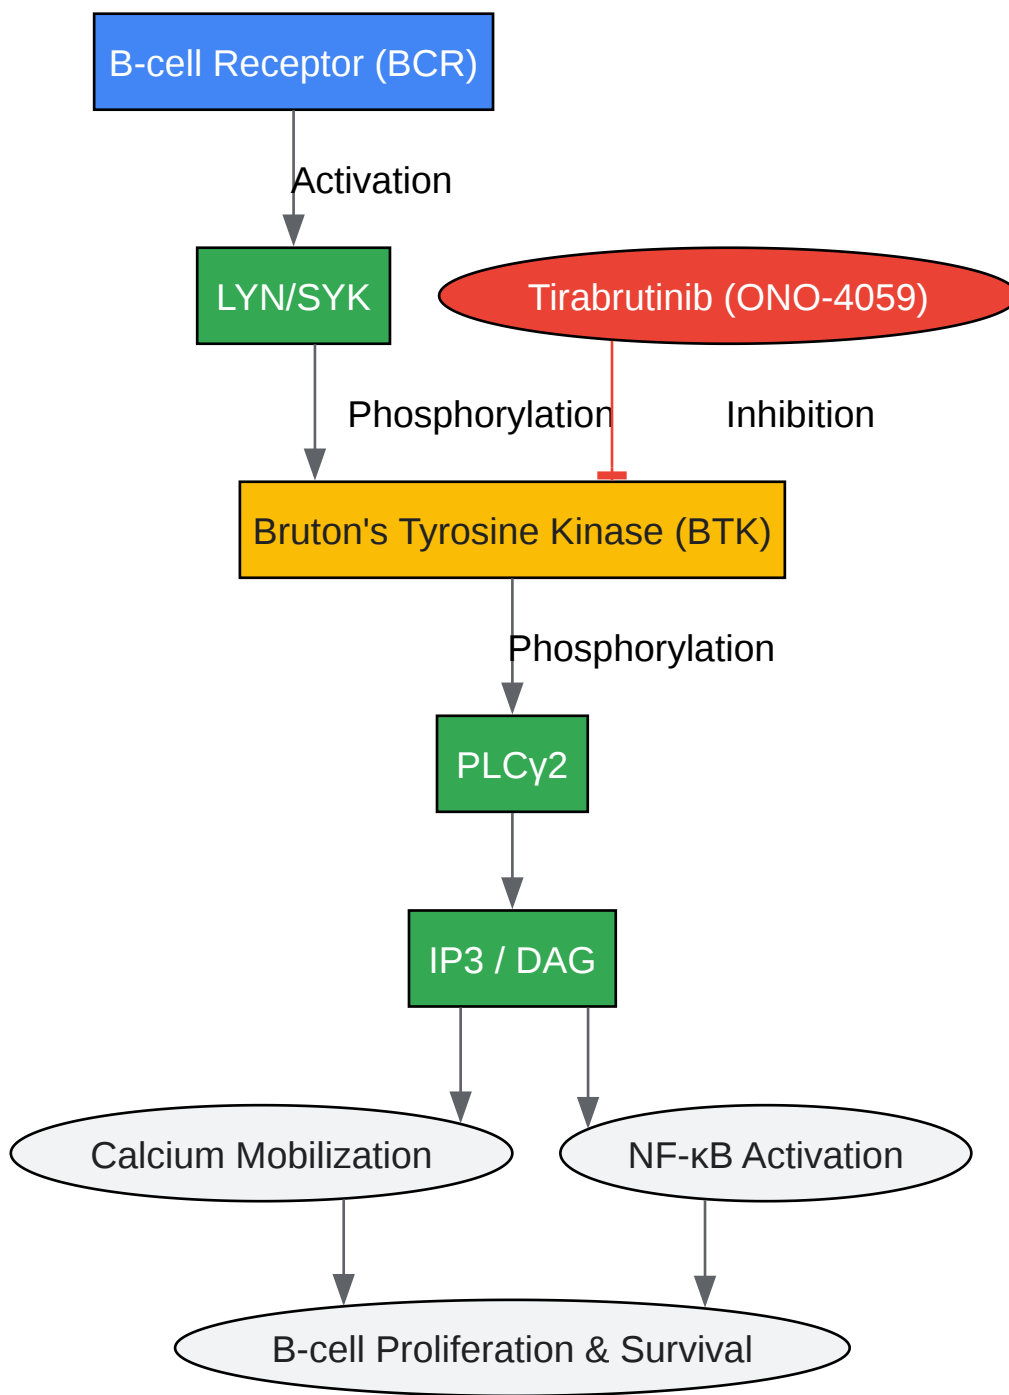 B-cell Receptor (BCR)
Activation
LYN/SYK
Tirabrutinib (ONO-4059)
Phosphorylation
Inhibition
Bruton's Tyrosine Kinase (BTK)
Phosphorylation
PLCγ2
IP3 / DAG
Calcium Mobilization
NF-κB Activation
B-cell Proliferation & Survival